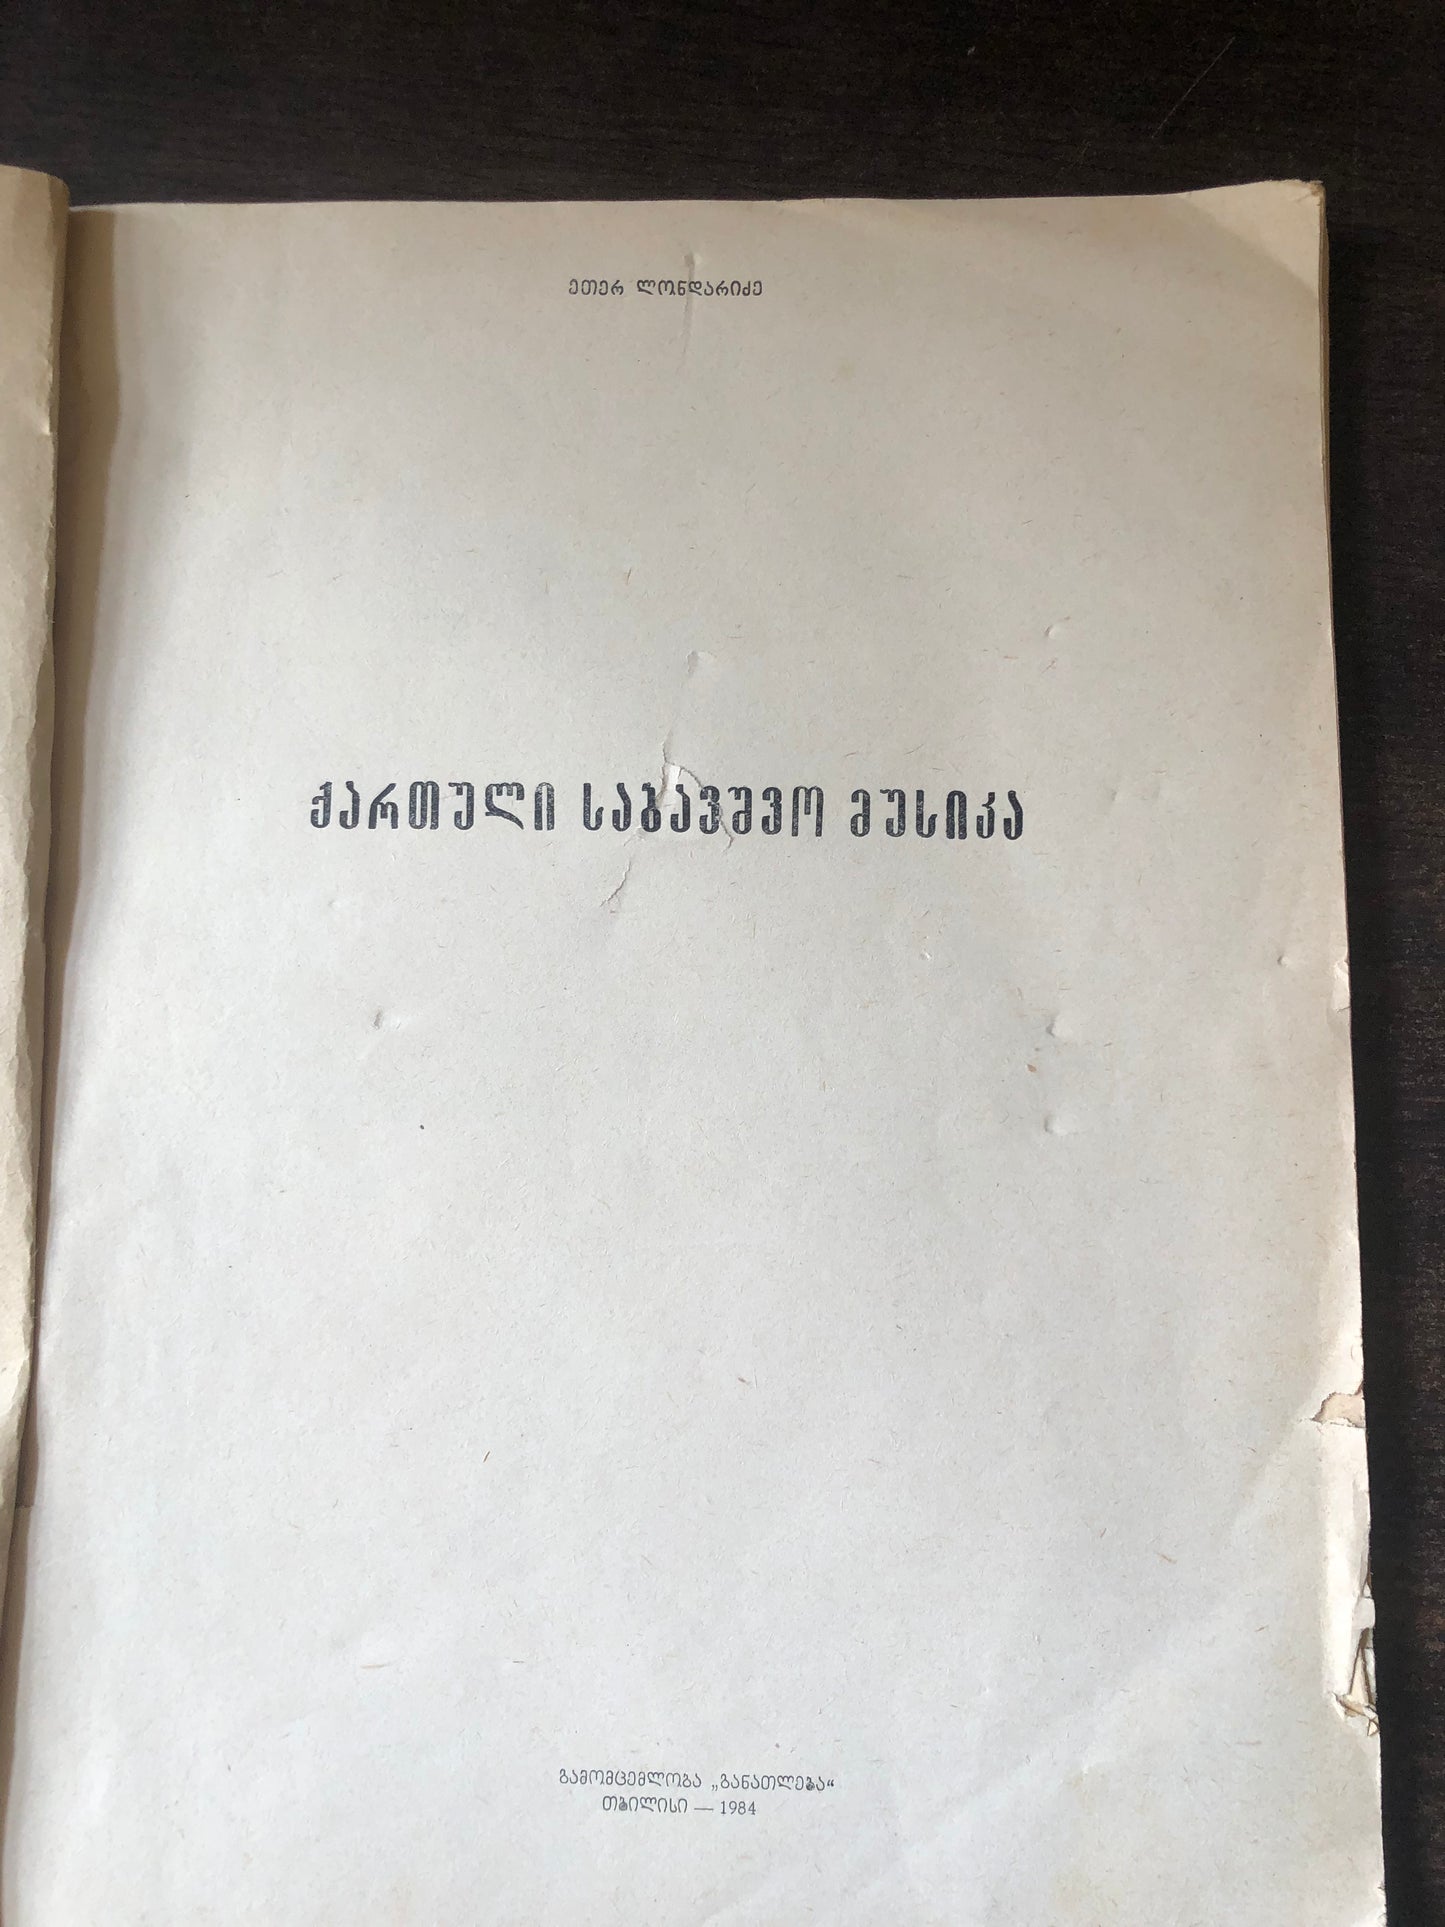 ეთერ ლონდარიძე
ქართული საბავშვო მუსიკა
გამომცემლობა „განათლება“
თბილისი — 1984